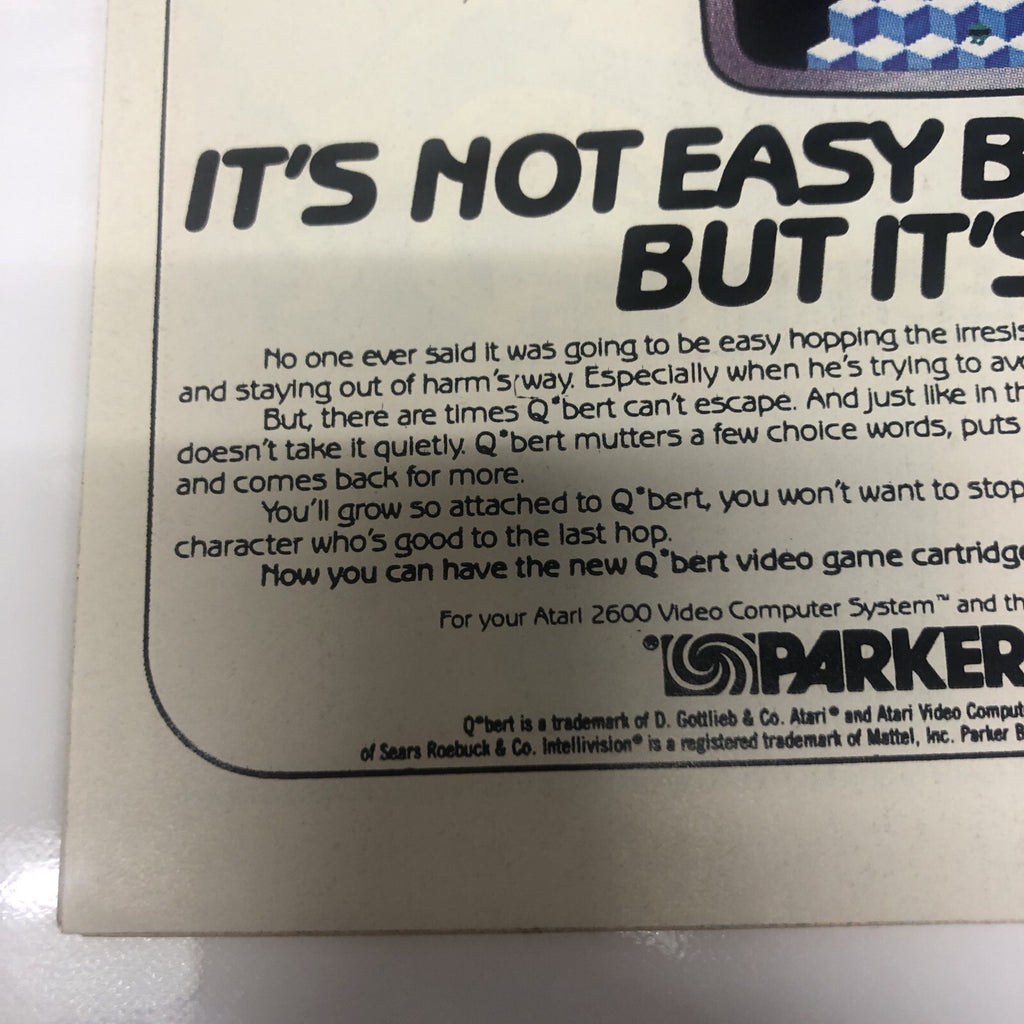 IT'S NOT EASY B
BUT IT'S
No one ever said it was going to be easy hopping the irresis
and staying out of harm's way. Especially when he's trying to avo
But, there are times Q*bert can't escape. And just like in th
doesn't take it quietly. Q*bert mutters a few choice words, puts
and comes back for more.
You'll grow so attached to Q*bert, you won't want to stop
character who's good to the last hop.
Now you can have the new Q*bert video game cartridge
For your Atari 2600 Video Computer System™ and th
PARKER
Q*bert is a trademark of D. Gottlieb & Co. Atari® and Atari Video Comput
of Sears Roebuck & Co. Intellivision® is a registered trademark of Mattel, Inc. Parker B